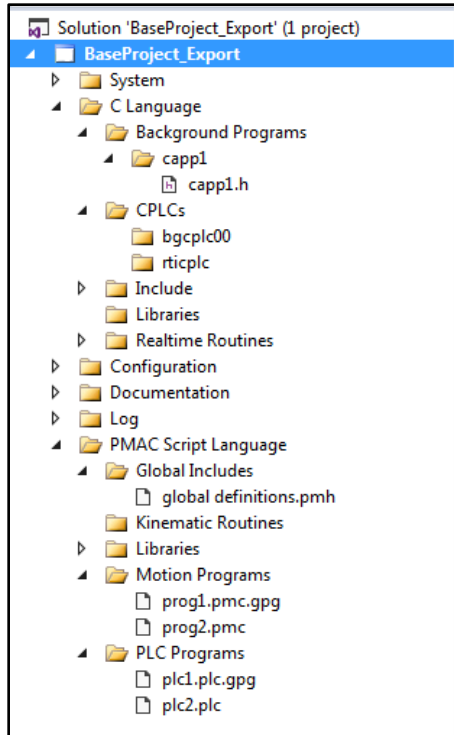 Solution 'BaseProject_Export' (1 project)
BaseProject_Export
System
C Language
Background Programs
capp1
capp1.h
CPLCs
bgcplc00
rticplc
Include
Libraries
Realtime Routines
Configuration
Documentation
Log
PMAC Script Language
Global Includes
global definitions.pmh
Kinematic Routines
Libraries
Motion Programs
prog1.pmc.gpg
prog2.pmc
PLC Programs
plc1.plc.gpg
plc2.plc